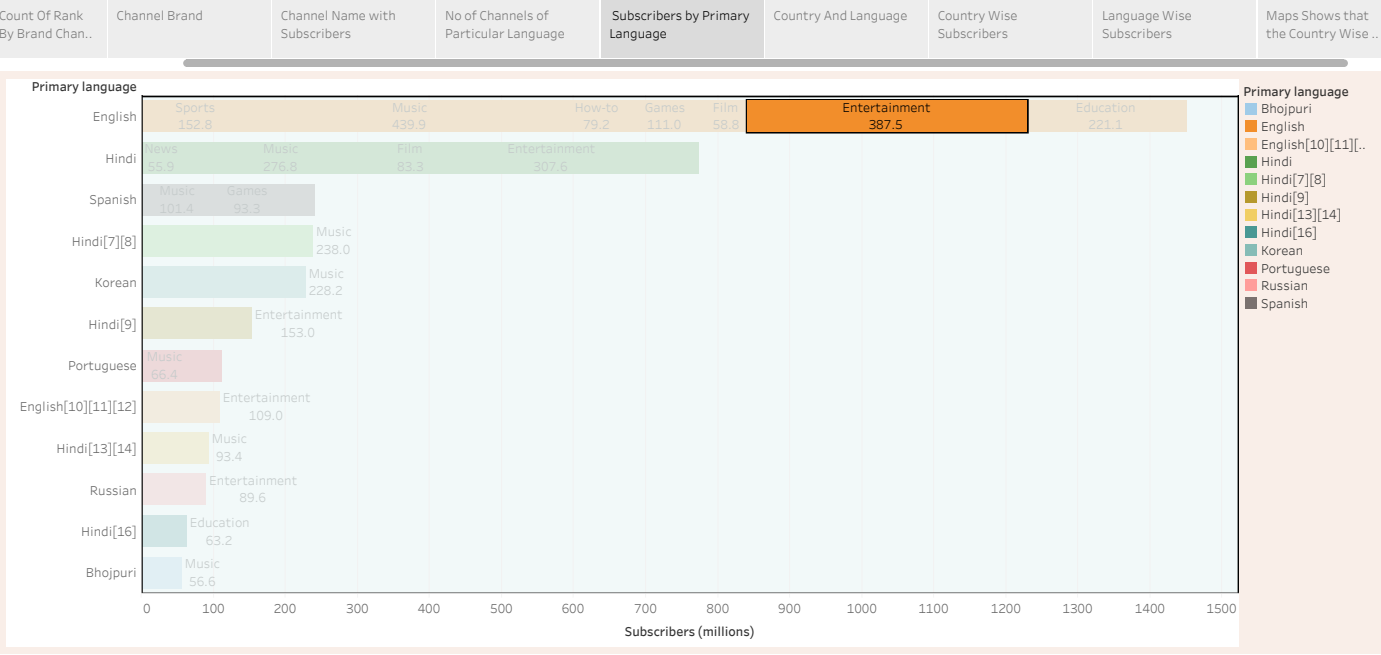 Count Of Rank
By Brand Chan..
Channel Brand
Channel Name with
Subscribers
No of Channels of
Particular Language
Subscribers by Primary
Language
Country And Language
Country Wise
Subscribers
Language Wise
Subscribers
Maps Shows that
the Country Wise ..
Primary language
English
Sports
152.8
Music
439.9
How-to
79.2
Games
111.0
Film
58.8
Entertainment
387.5
Education
221.1
Hindi
News
55.9
Music
276.8
Film
83.3
Entertainment
307.6
Spanish
Music
101.4
Games
93.3
Hindi[7][8]
Music
238.0
Korean
Music
228.2
Hindi[9]
Entertainment
153.0
Portuguese
Music
66.4
English[10][11][12]
Entertainment
109.0
Hindi[13][14]
Music
93.4
Russian
Entertainment
89.6
Hindi[16]
Education
63.2
Bhojpuri
Music
56.6
0 100 200 300 400 500 600 700 800 900 1000 1100 1200 1300 1400 1500
Subscribers (millions)
Primary language
Bhojpuri
English
English[10][11][..
Hindi
Hindi[7][8]
Hindi[9]
Hindi[13][14]
Hindi[16]
Korean
Portuguese
Russian
Spanish